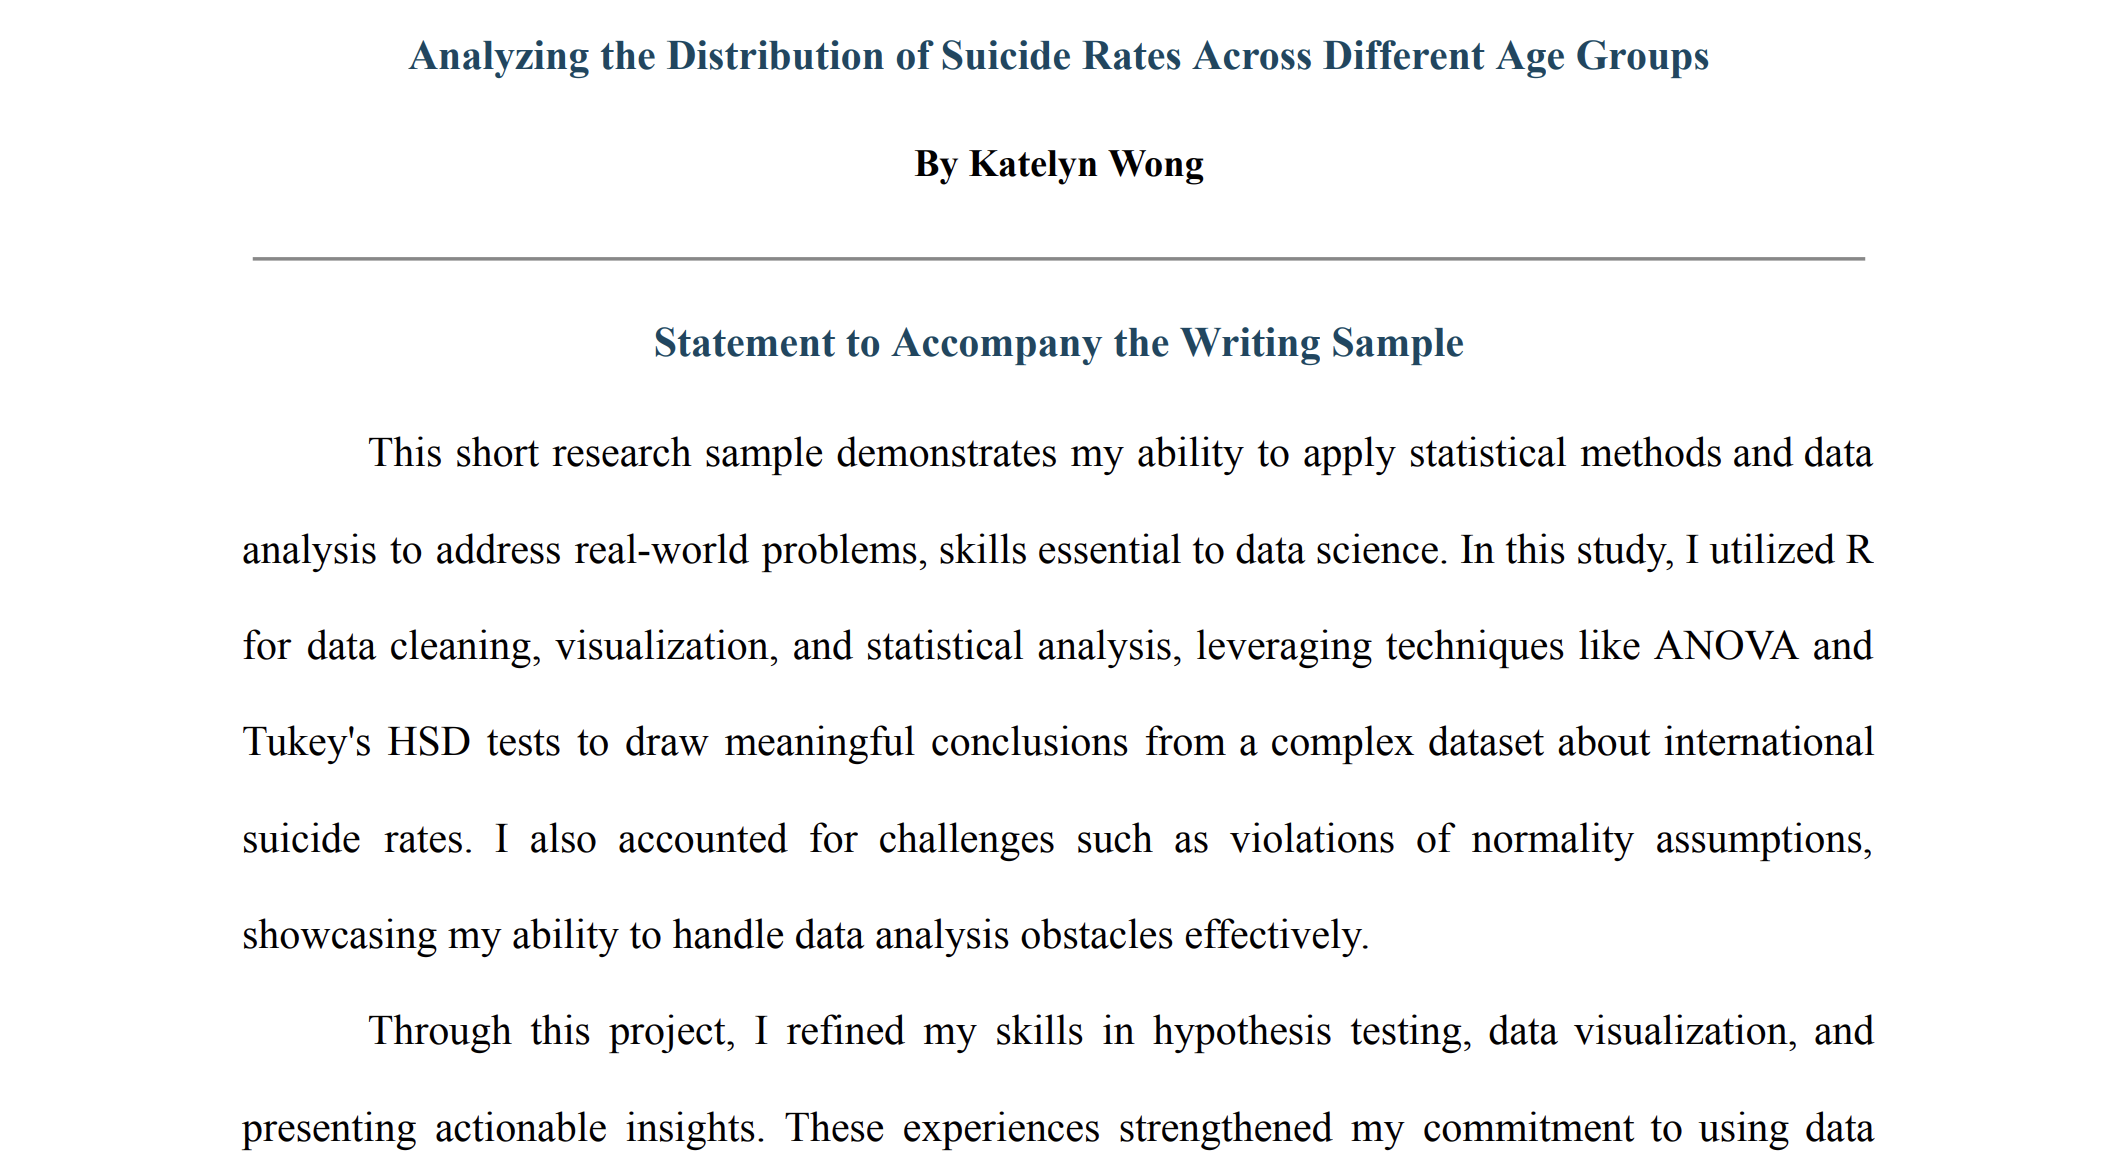 Analyzing the Distribution of Suicide Rates Across Different Age Groups
By Katelyn Wong
Statement to Accompany the Writing Sample
This short research sample demonstrates my ability to apply statistical methods and data
analysis to address real-world problems, skills essential to data science. In this study, I utilized R
for data cleaning, visualization, and statistical analysis, leveraging techniques like ANOVA and
Tukey's HSD tests to draw meaningful conclusions from a complex dataset about international
suicide rates. I also accounted for challenges such as violations of normality assumptions,
showcasing my ability to handle data analysis obstacles effectively.
Through this project, I refined my skills in hypothesis testing, data visualization, and
presenting actionable insights. These experiences strengthened my commitment to using data